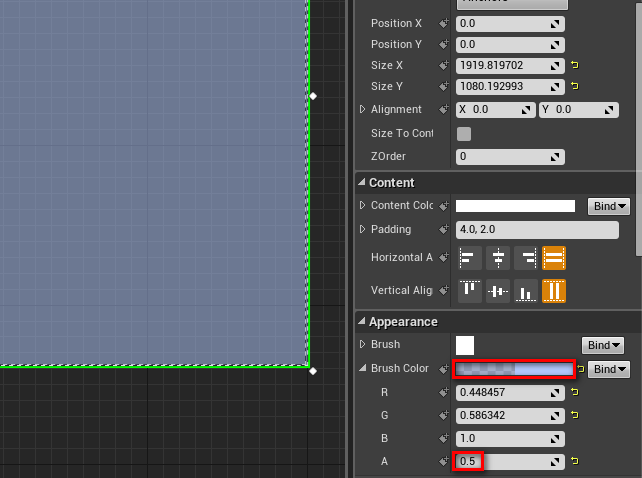 Position X 0.0
Position Y 0.0
Size X 1919.819702
Size Y 1080.192993
Alignment X 0.0 Y 0.0
Size To Cont
ZOrder 0
Content
Content Colo Bind
Padding 4.0, 2.0
Horizontal A
Vertical Alig
Appearance
Brush Bind
Brush Color Bind
R 0.448457
G 0.586342
B 1.0
A 0.5